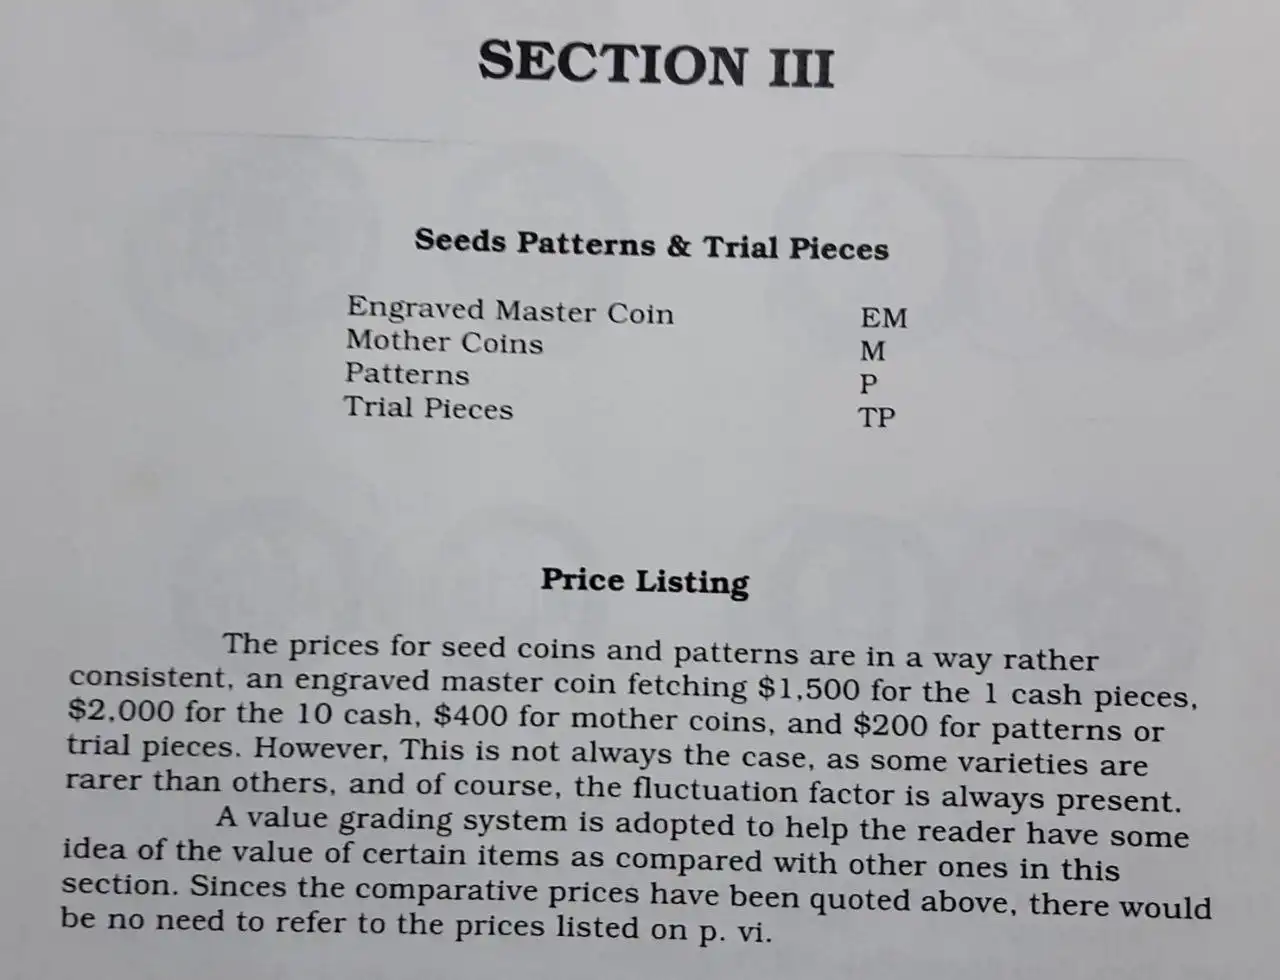 SECTION III
Seeds Patterns & Trial Pieces
Engraved Master Coin EM
Mother Coins M
Patterns P
Trial Pieces TP
Price Listing
The prices for seed coins and patterns are in a way rather
consistent, an engraved master coin fetching $1,500 for the 1 cash pieces,
$2,000 for the 10 cash, $400 for mother coins, and $200 for patterns or
trial pieces. However, This is not always the case, as some varieties are
rarer than others, and of course, the fluctuation factor is always present.
A value grading system is adopted to help the reader have some
idea of the value of certain items as compared with other ones in this
section. Sinces the comparative prices have been quoted above, there would
be no need to refer to the prices listed on p. vi.